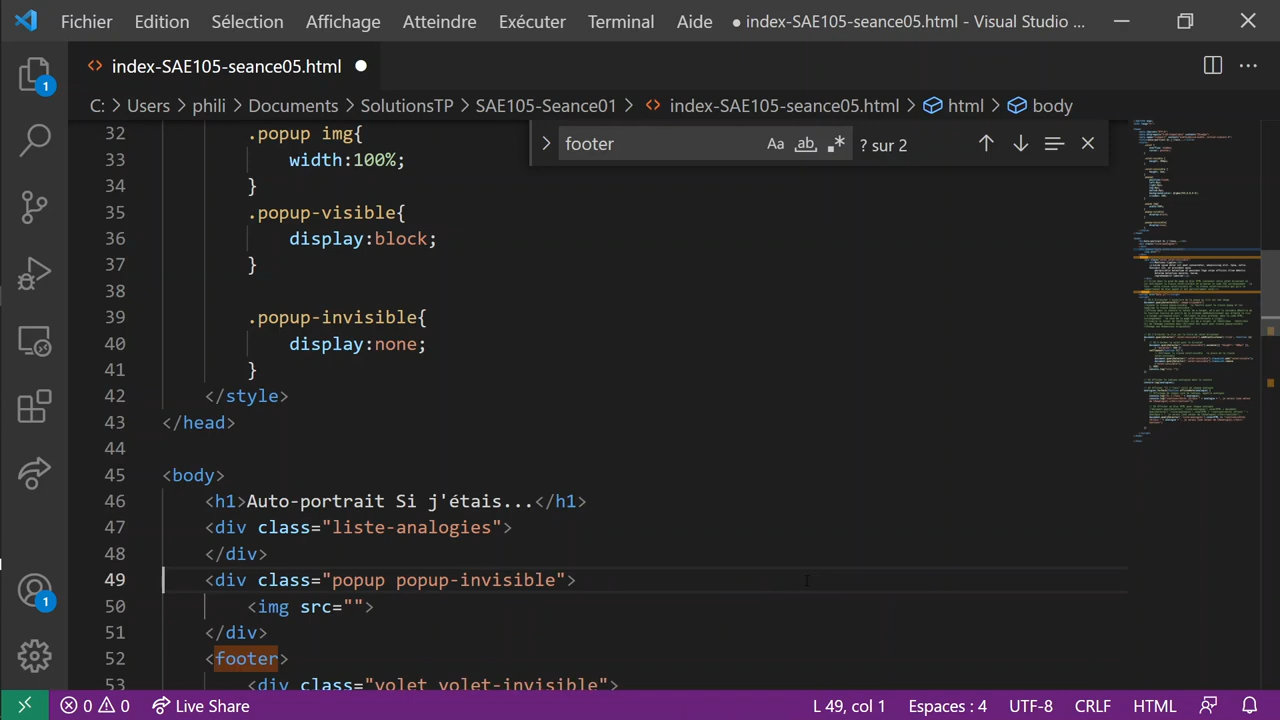 Fichier Edition Sélection Affichage Atteindre Exécuter Terminal Aide ● index-SAE105-seance05.html - Visual Studio ...
index-SAE105-seance05.html
C: > Users > phili > Documents > SolutionsTP > SAE105-Seance01 > index-SAE105-seance05.html > html > body
footer Aa ab ? sur 2
32 .popup img{
33 width:100%;
34 }
35 .popup-visible{
36 display:block;
37 }
38
39 .popup-invisible{
40 display:none;
41 }
42 </style>
43 </head>
44
45 <body>
46 <h1>Auto-portrait Si j'étais...</h1>
47 <div class="liste-analogies">
48 </div>
49 <div class="popup popup-invisible">
50 <img src="">
51 </div>
52 <footer>
53 <div class="volet volet-invisible">
1
1
0 0 Live Share L 49, col 1 Espaces : 4 UTF-8 CRLF HTML